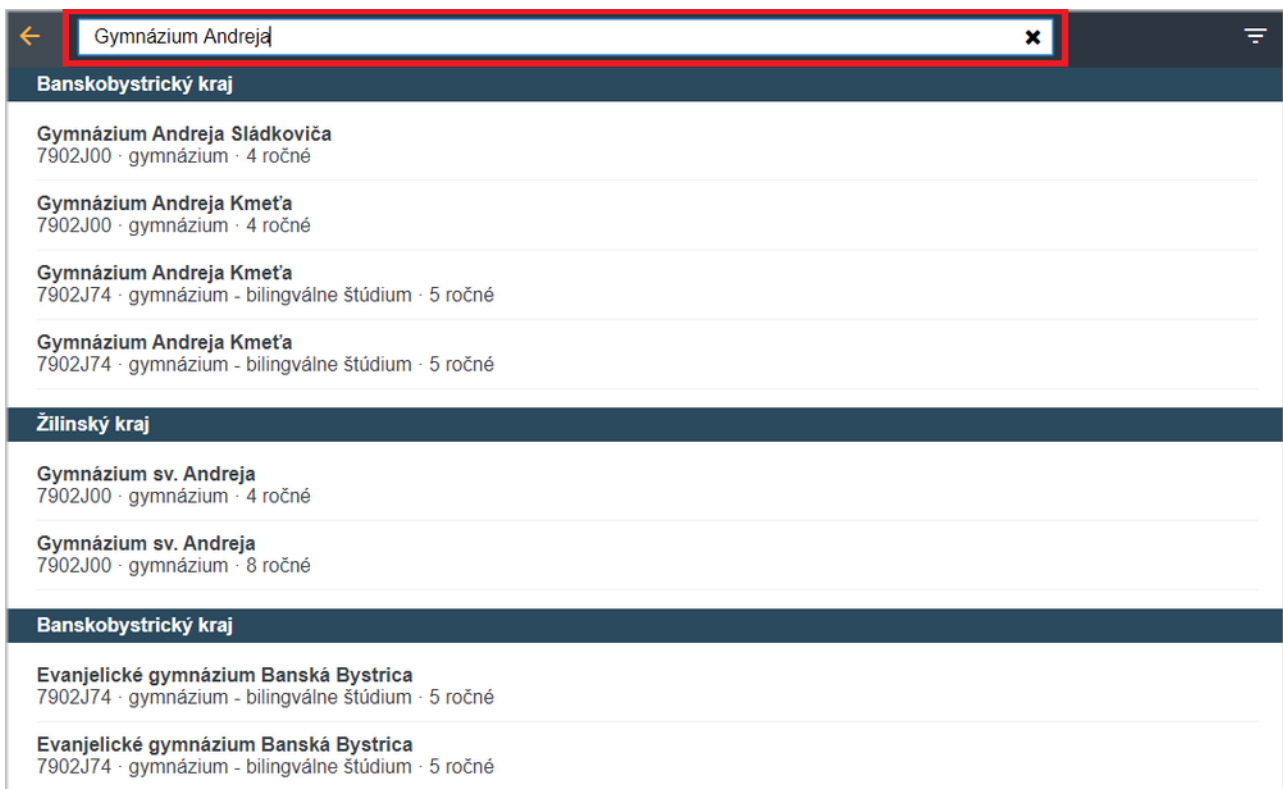 Gymnázium Andreja
Banskobystrický kraj
Gymnázium Andreja Sládkoviča
7902J00 · gymnázium · 4 ročné
Gymnázium Andreja Kmeťa
7902J00 · gymnázium · 4 ročné
Gymnázium Andreja Kmeťa
7902J74 · gymnázium - bilingválne štúdium · 5 ročné
Gymnázium Andreja Kmeťa
7902J74 · gymnázium - bilingválne štúdium · 5 ročné
Žilinský kraj
Gymnázium sv. Andreja
7902J00 · gymnázium · 4 ročné
Gymnázium sv. Andreja
7902J00 · gymnázium · 8 ročné
Banskobystrický kraj
Evanjelické gymnázium Banská Bystrica
7902J74 · gymnázium - bilingválne štúdium · 5 ročné
Evanjelické gymnázium Banská Bystrica
7902J74 · gymnázium - bilingválne štúdium · 5 ročné